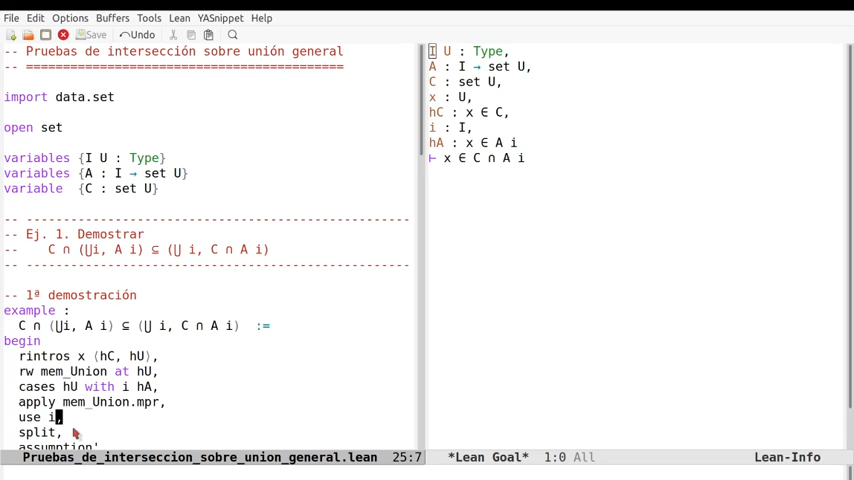 File Edit Options Buffers Tools Lean YASnippet Help
Save Undo
-- Pruebas de intersección sobre unión general
-- ==========================================
import data.set
open set
variables {I U : Type}
variables {A : I → set U}
variable  {C : set U}
-- ---------------------------------------------------
-- Ej. 1. Demostrar
--    C ∩ (⋃i, A i) ⊆ (⋃ i, C ∩ A i)
-- ---------------------------------------------------
-- 1ª demostración
example :
  C ∩ (⋃i, A i) ⊆ (⋃ i, C ∩ A i)  :=
begin
  rintros x ⟨hC, hU⟩,
  rw mem_Union at hU,
  cases hU with i hA,
  apply mem_Union.mpr,
  use i,
  split,
  assumption'
Pruebas_de_interseccion_sobre_union_general.lean 25:7
I U : Type,
A : I → set U,
C : set U,
x : U,
hC : x ∈ C,
i : I,
hA : x ∈ A i
⊢ x ∈ C ∩ A i
*Lean Goal* 1:0 All Lean-Info